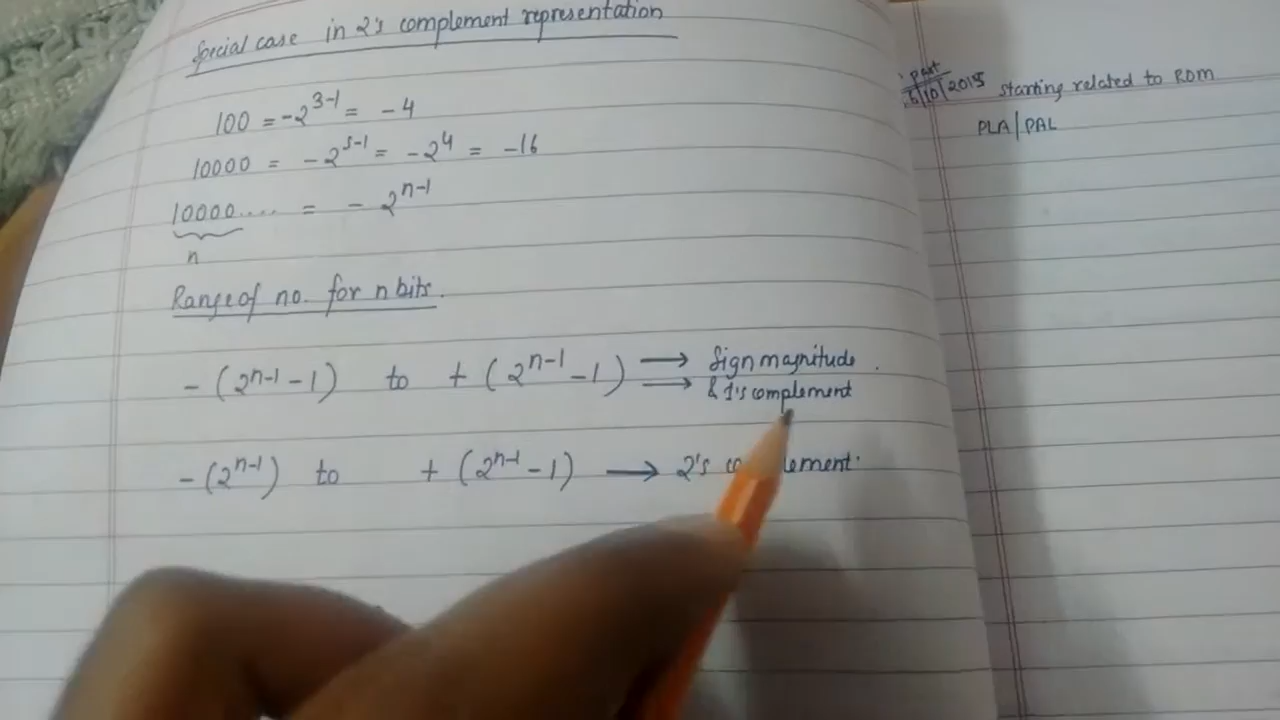 Special case in 2's complement representation
100 = -2^{3-1} = -4
10000 = -2^{5-1} = -2^4 = -16
10000.... = - 2^{n-1}
n
Range of no. for n bits.
-(2^{n-1} - 1) to +(2^{n-1} - 1) → Sign magnitude.
→ & 1's complement
-(2^{n-1}) to +(2^{n-1} - 1) → 2's
part
6/10/2015 starting related to ROM
PLA/PAL